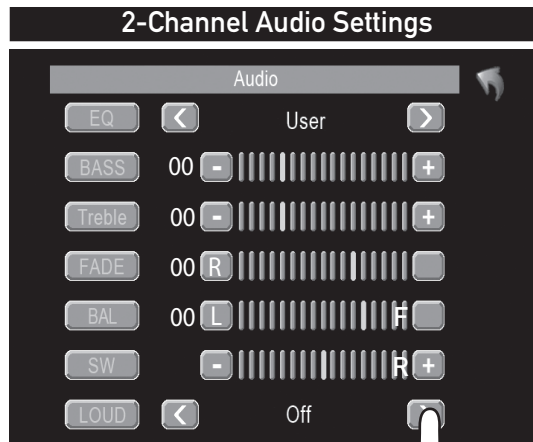 2-Channel Audio Settings
Audio
EQ < User >
BASS 00 - +
Treble 00 - +
FADE 00 R
BAL 00 L F
SW - R +
LOUD < Off >